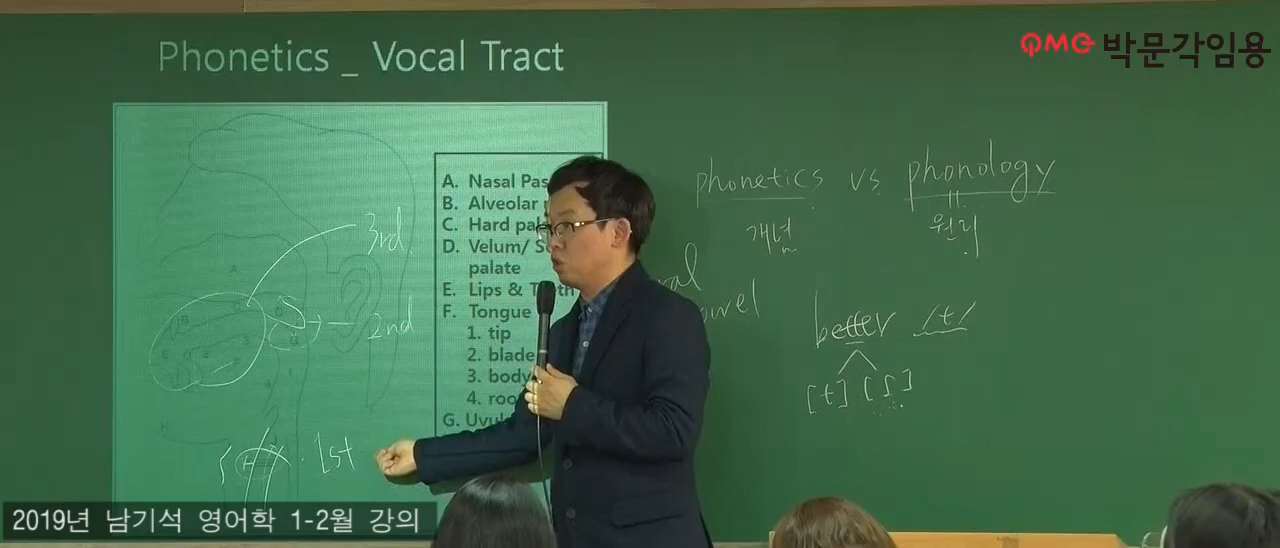 Phonetics _ Vocal Tract
PMG 박문각임용
A. Nasal Pas
B. Alveolar
C. Hard pal
D. Velum/ S
palate
E. Lips & T th
F. Tongue
1. tip
2. blade
3. body
4. roo
G. Uvul
3rd
2nd
1st
phonetics vs phonology
개념 원리
better /t/
[t] [ɾ]
2019년 남기석 영어학 1-2월 강의